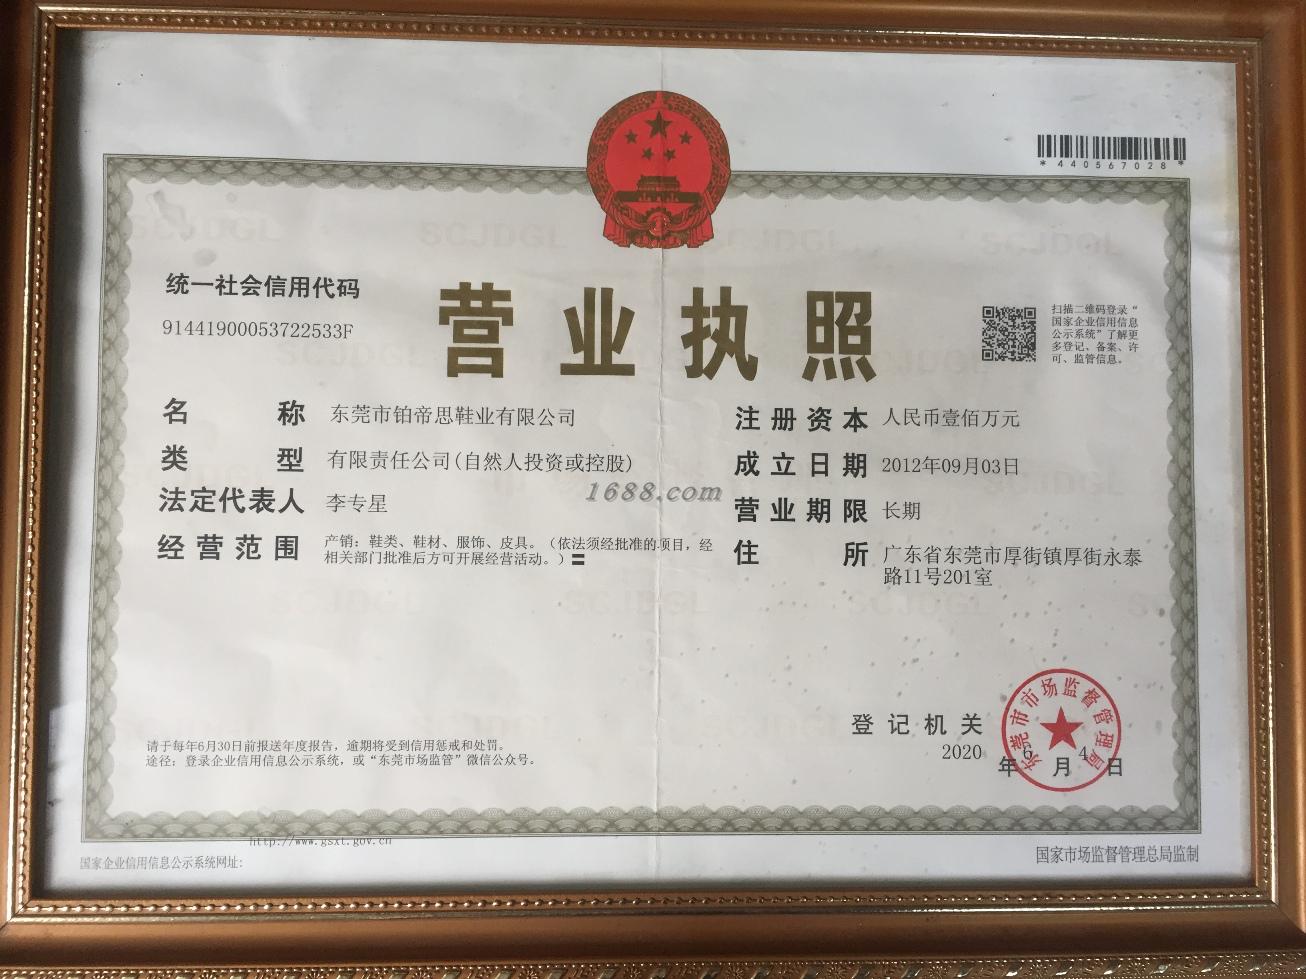 *440567028*
统一社会信用代码
91441900053722533F
营业执照
扫描二维码登录“
国家企业信用信息
公示系统”了解更
多登记、备案、许
可、监管信息。
名称 东莞市铂帝思鞋业有限公司
类型 有限责任公司(自然人投资或控股)
法定代表人 李专星
经营范围 产销：鞋类、鞋材、服饰、皮具。（依法须经批准的项目，经
相关部门批准后方可开展经营活动。）〓
注册资本 人民币壹佰万元
成立日期 2012年09月03日
营业期限 长期
住所 广东省东莞市厚街镇厚街永泰
路11号201室
1688.com
登记机关
东莞市市场监督管理局
2020年6月4日
请于每年6月30日前报送年度报告，逾期将受到信用惩戒和处罚。
途径：登录企业信用信息公示系统，或“东莞市场监管”微信公众号。
http://www.gsxt.gov.cn
国家企业信用信息公示系统网址:
国家市场监督管理总局监制
SCJDGL